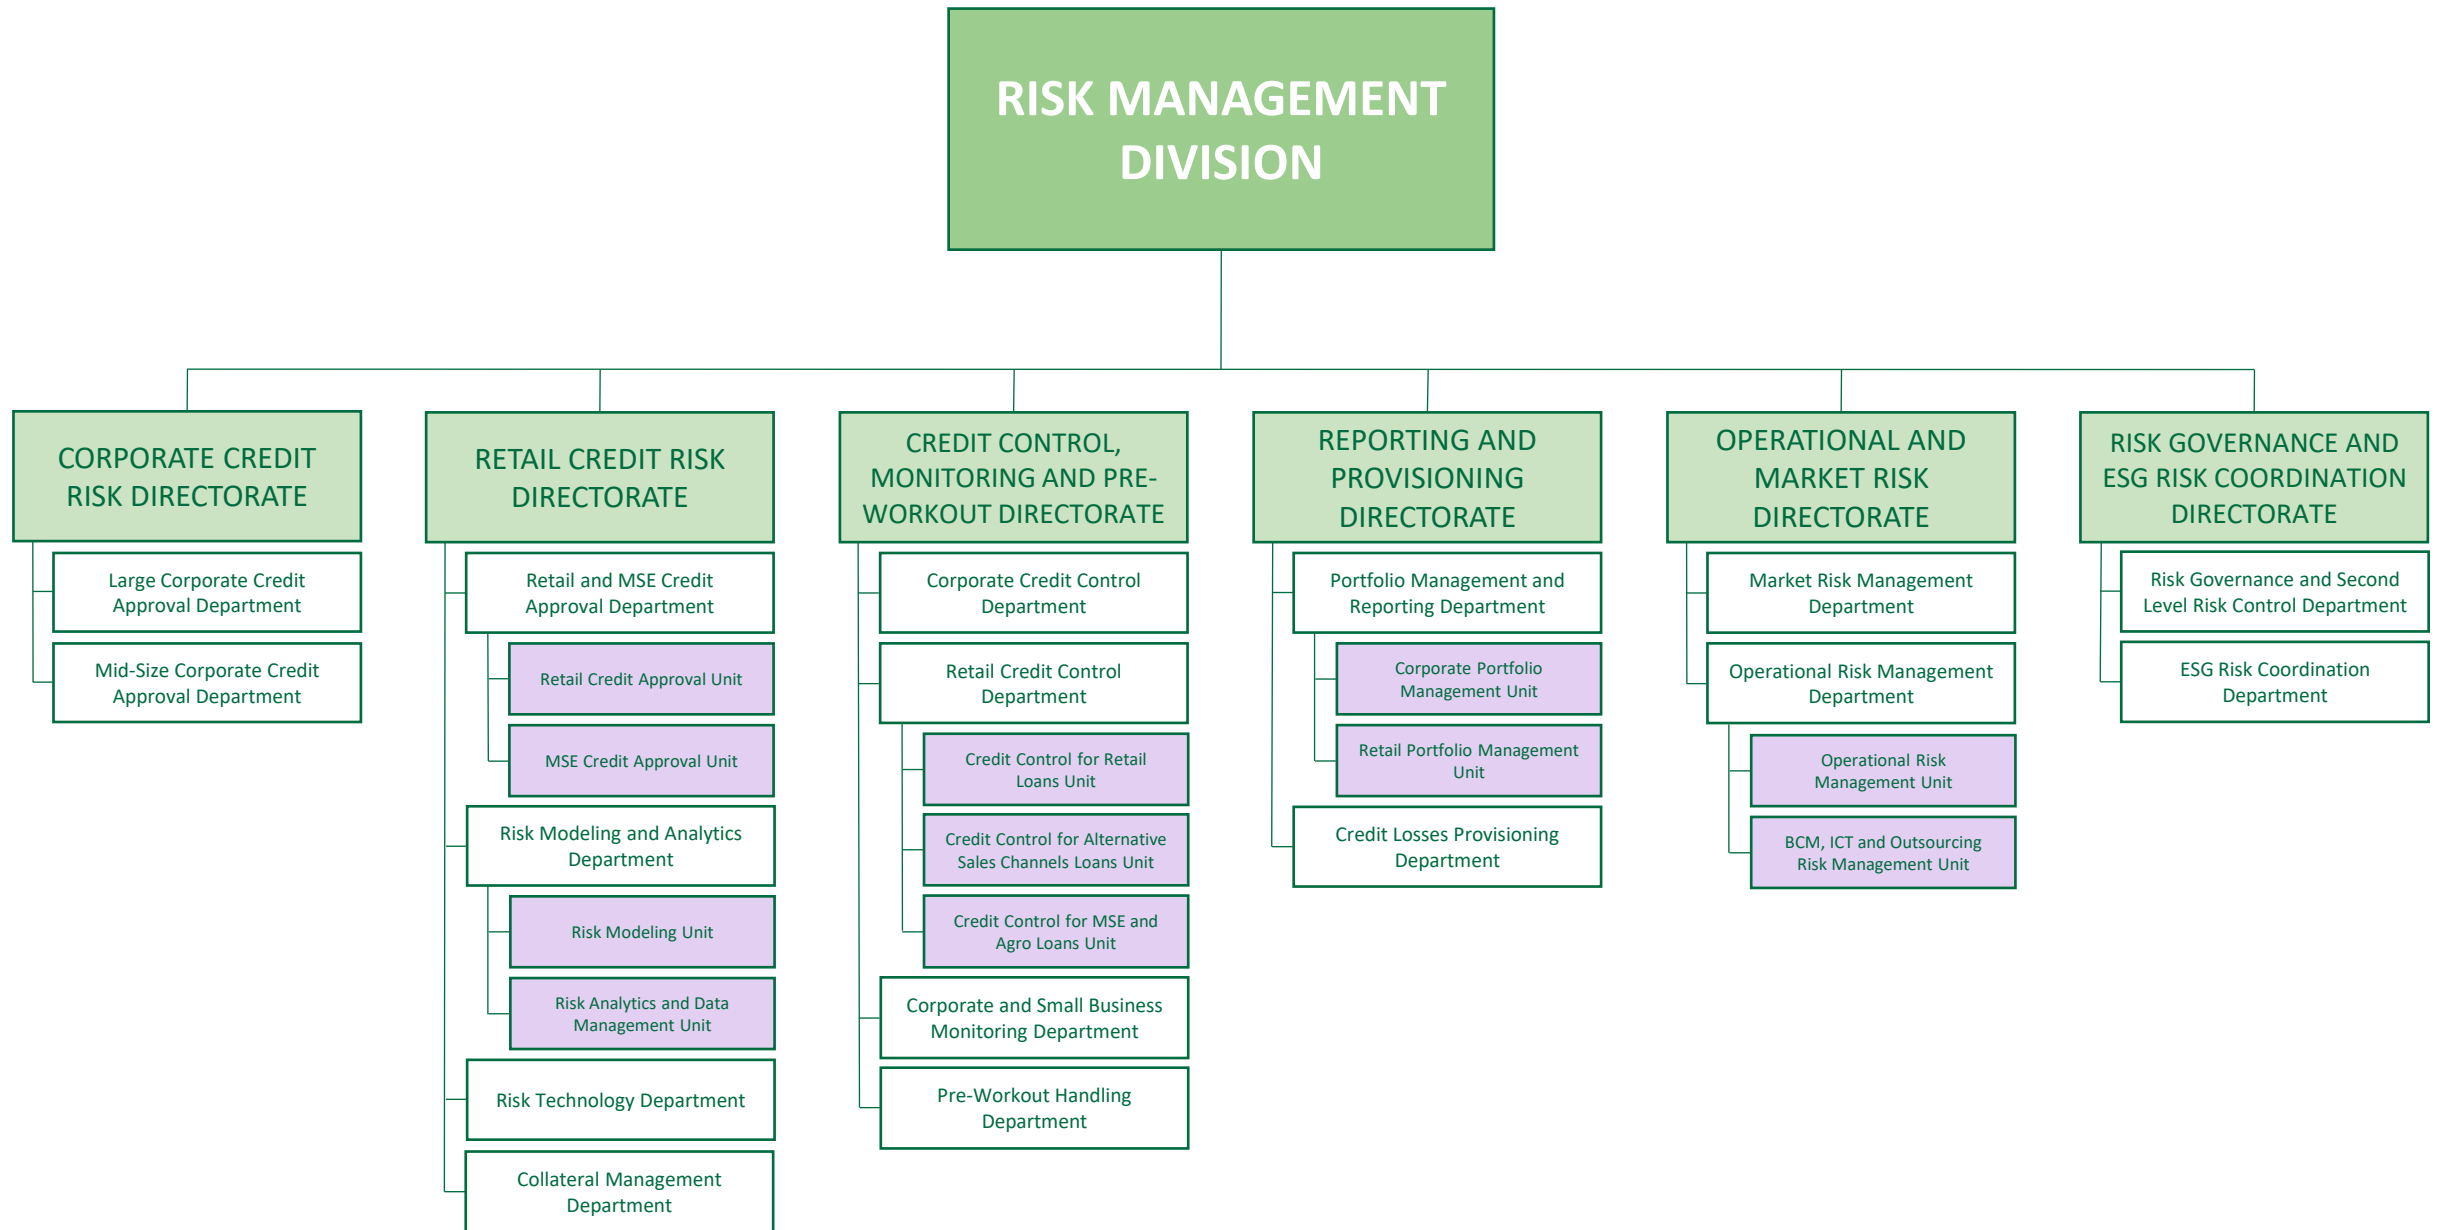 RISK MANAGEMENT
DIVISION
CORPORATE CREDIT
RISK DIRECTORATE
Large Corporate Credit
Approval Department
Mid-Size Corporate Credit
Approval Department
RETAIL CREDIT RISK
DIRECTORATE
Retail and MSE Credit
Approval Department
Retail Credit Approval Unit
MSE Credit Approval Unit
Risk Modeling and Analytics
Department
Risk Modeling Unit
Risk Analytics and Data
Management Unit
Risk Technology Department
Collateral Management
Department
CREDIT CONTROL,
MONITORING AND PRE-
WORKOUT DIRECTORATE
Corporate Credit Control
Department
Retail Credit Control
Department
Credit Control for Retail
Loans Unit
Credit Control for Alternative
Sales Channels Loans Unit
Credit Control for MSE and
Agro Loans Unit
Corporate and Small Business
Monitoring Department
Pre-Workout Handling
Department
REPORTING AND
PROVISIONING
DIRECTORATE
Portfolio Management and
Reporting Department
Corporate Portfolio
Management Unit
Retail Portfolio Management
Unit
Credit Losses Provisioning
Department
OPERATIONAL AND
MARKET RISK
DIRECTORATE
Market Risk Management
Department
Operational Risk Management
Department
Operational Risk
Management Unit
BCM, ICT and Outsourcing
Risk Management Unit
RISK GOVERNANCE AND
ESG RISK COORDINATION
DIRECTORATE
Risk Governance and Second
Level Risk Control Department
ESG Risk Coordination
Department